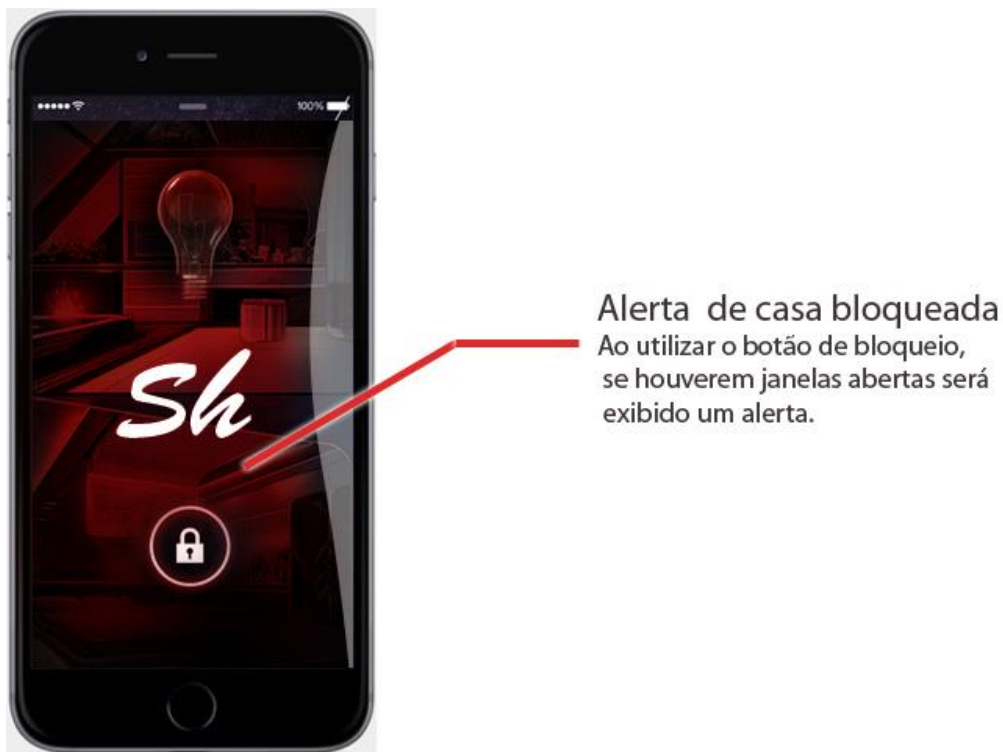 100%
Sh
Alerta de casa bloqueada
Ao utilizar o botão de bloqueio,
se houverem janelas abertas será
exibido um alerta.